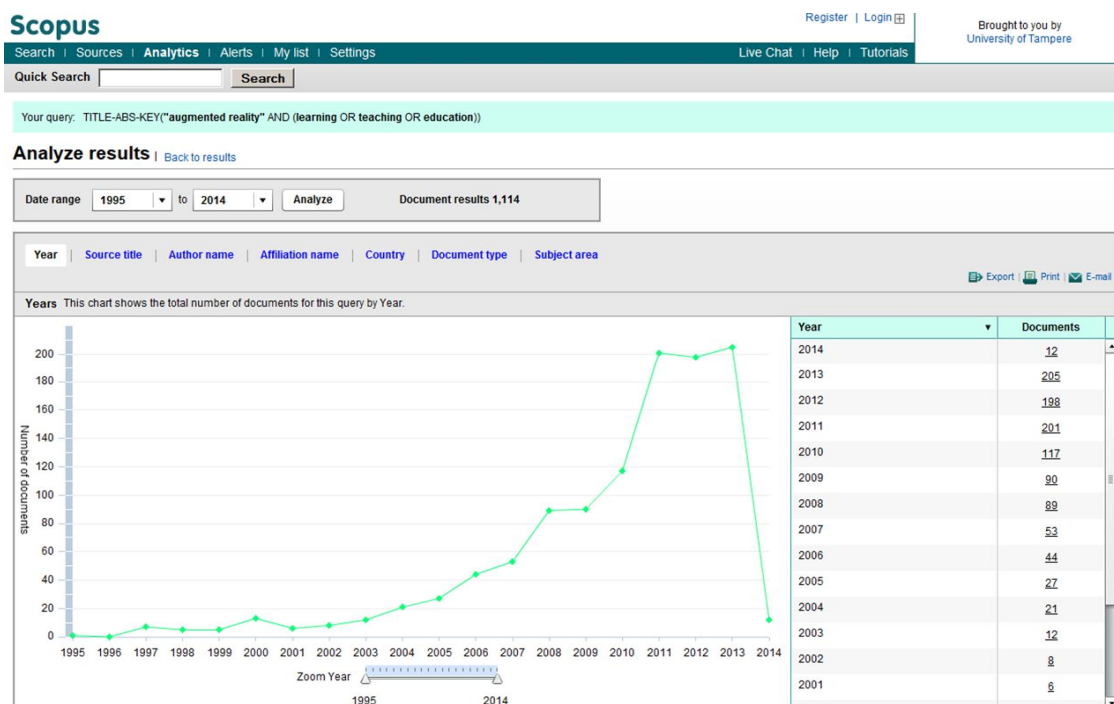 Scopus
Register | Login
Brought to you by
University of Tampere
Search | Sources | Analytics | Alerts | My list | Settings
Live Chat | Help | Tutorials
Quick Search
Search
Your query: TITLE-ABS-KEY("augmented reality" AND (learning OR teaching OR education))
Analyze results | Back to results
Date range 1995 to 2014 Analyze Document results 1,114
Year | Source title | Author name | Affiliation name | Country | Document type | Subject area
Export | Print | E-mail
Years This chart shows the total number of documents for this query by Year.
Number of documents
200
180
160
140
120
100
80
60
40
20
0
1995 1996 1997 1998 1999 2000 2001 2002 2003 2004 2005 2006 2007 2008 2009 2010 2011 2012 2013 2014
Zoom Year
1995 2014
Year Documents
2014 12
2013 205
2012 198
2011 201
2010 117
2009 90
2008 89
2007 53
2006 44
2005 27
2004 21
2003 12
2002 8
2001 6